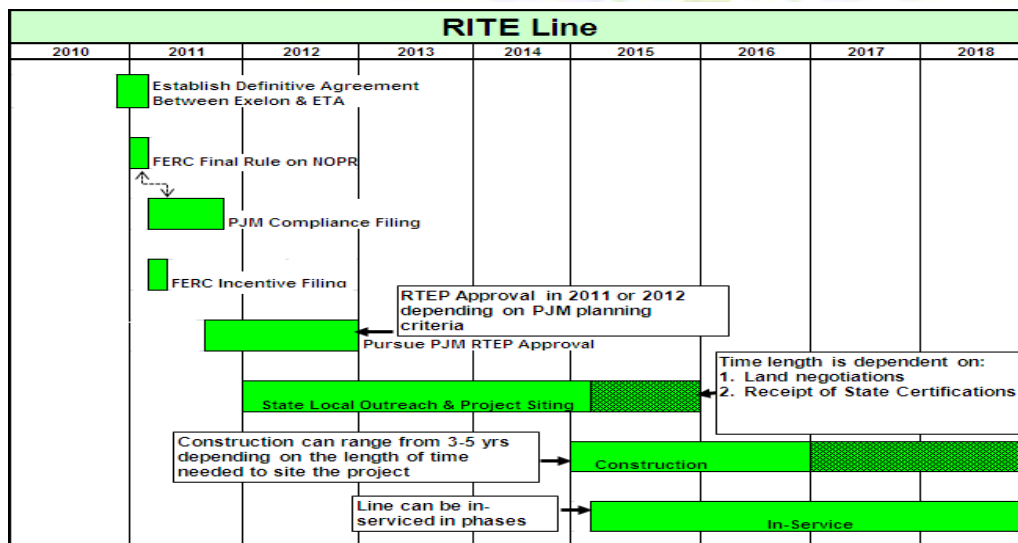 RITE Line
2010 2011 2012 2013 2014 2015 2016 2017 2018
Establish Definitive Agreement
Between Exelon & ETA
FERC Final Rule on NOPR
PJM Compliance Filing
FERC Incentive Filing
RTEP Approval in 2011 or 2012
depending on PJM planning
criteria
Pursue PJM RTEP Approval
Time length is dependent on:
1. Land negotiations
2. Receipt of State Certifications
State Local Outreach & Project Siting
Construction can range from 3-5 yrs
depending on the length of time
needed to site the project
Construction
Line can be in-
serviced in phases
In-Service